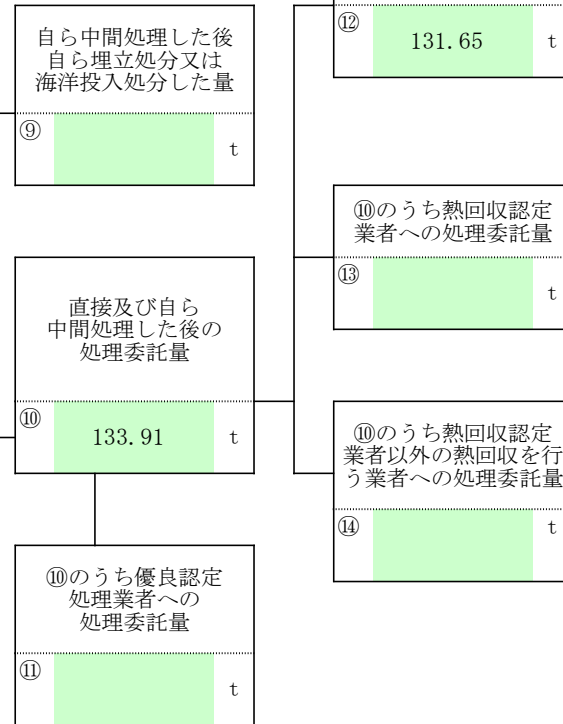 自ら中間処理した後
自ら埋立処分又は
海洋投入処分した量
⑨
t
直接及び自ら
中間処理した後の
処理委託量
⑩
133.91
t
⑩のうち優良認定
処理業者への
処理委託量
⑪
t
⑫
131.65
t
⑩のうち熱回収認定
業者への処理委託量
⑬
t
⑩のうち熱回収認定
業者以外の熱回収を行
う業者への処理委託量
⑭
t